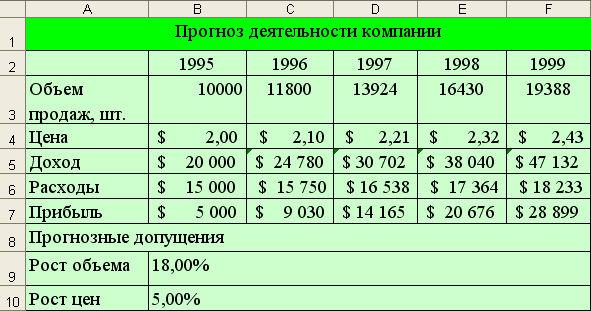 A B C D E F
1 Прогноз деятельности компании
2 1995 1996 1997 1998 1999
3 Объем продаж, шт. 10000 11800 13924 16430 19388
4 Цена $ 2,00 $ 2,10 $ 2,21 $ 2,32 $ 2,43
5 Доход $ 20 000 $ 24 780 $ 30 702 $ 38 040 $ 47 132
6 Расходы $ 15 000 $ 15 750 $ 16 538 $ 17 364 $ 18 233
7 Прибыль $ 5 000 $ 9 030 $ 14 165 $ 20 676 $ 28 899
8 Прогнозные допущения
9 Рост объема 18,00%
10 Рост цен 5,00%